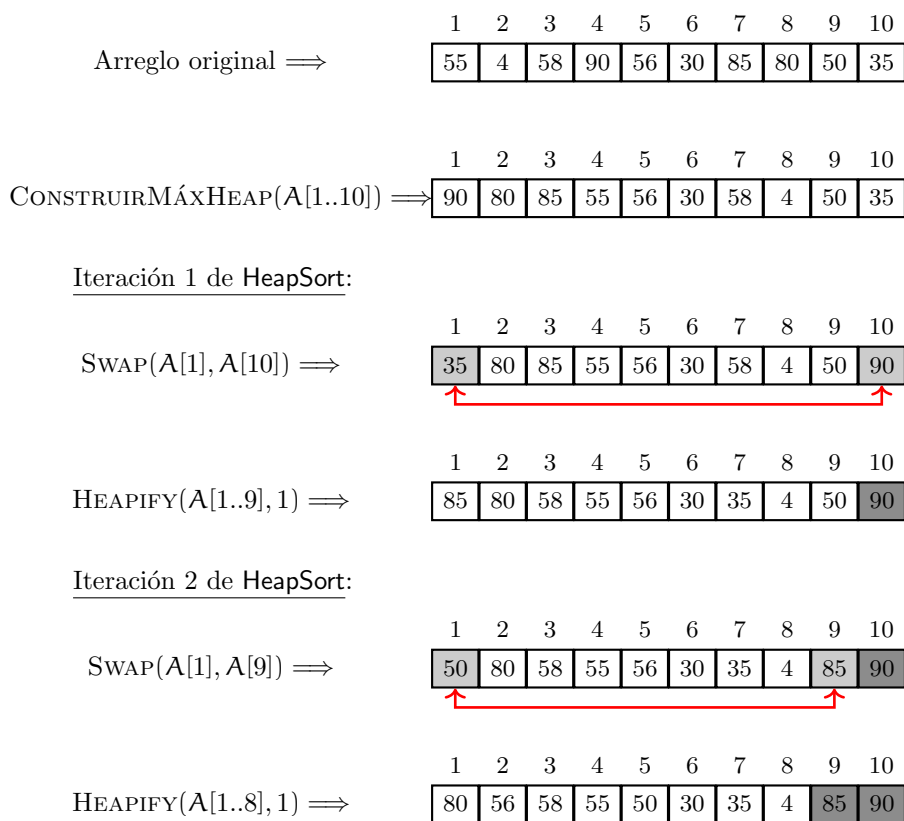 1 2 3 4 5 6 7 8 9 10
Arreglo original ⟹ 55 4 58 90 56 30 85 80 50 35
1 2 3 4 5 6 7 8 9 10
CONSTRUIRMÁXHEAP(A[1..10]) ⟹ 90 80 85 55 56 30 58 4 50 35
Iteración 1 de HeapSort:
1 2 3 4 5 6 7 8 9 10
SWAP(A[1], A[10]) ⟹ 35 80 85 55 56 30 58 4 50 90
1 2 3 4 5 6 7 8 9 10
HEAPIFY(A[1..9], 1) ⟹ 85 80 58 55 56 30 35 4 50 90
Iteración 2 de HeapSort:
1 2 3 4 5 6 7 8 9 10
SWAP(A[1], A[9]) ⟹ 50 80 58 55 56 30 35 4 85 90
1 2 3 4 5 6 7 8 9 10
HEAPIFY(A[1..8], 1) ⟹ 80 56 58 55 50 30 35 4 85 90